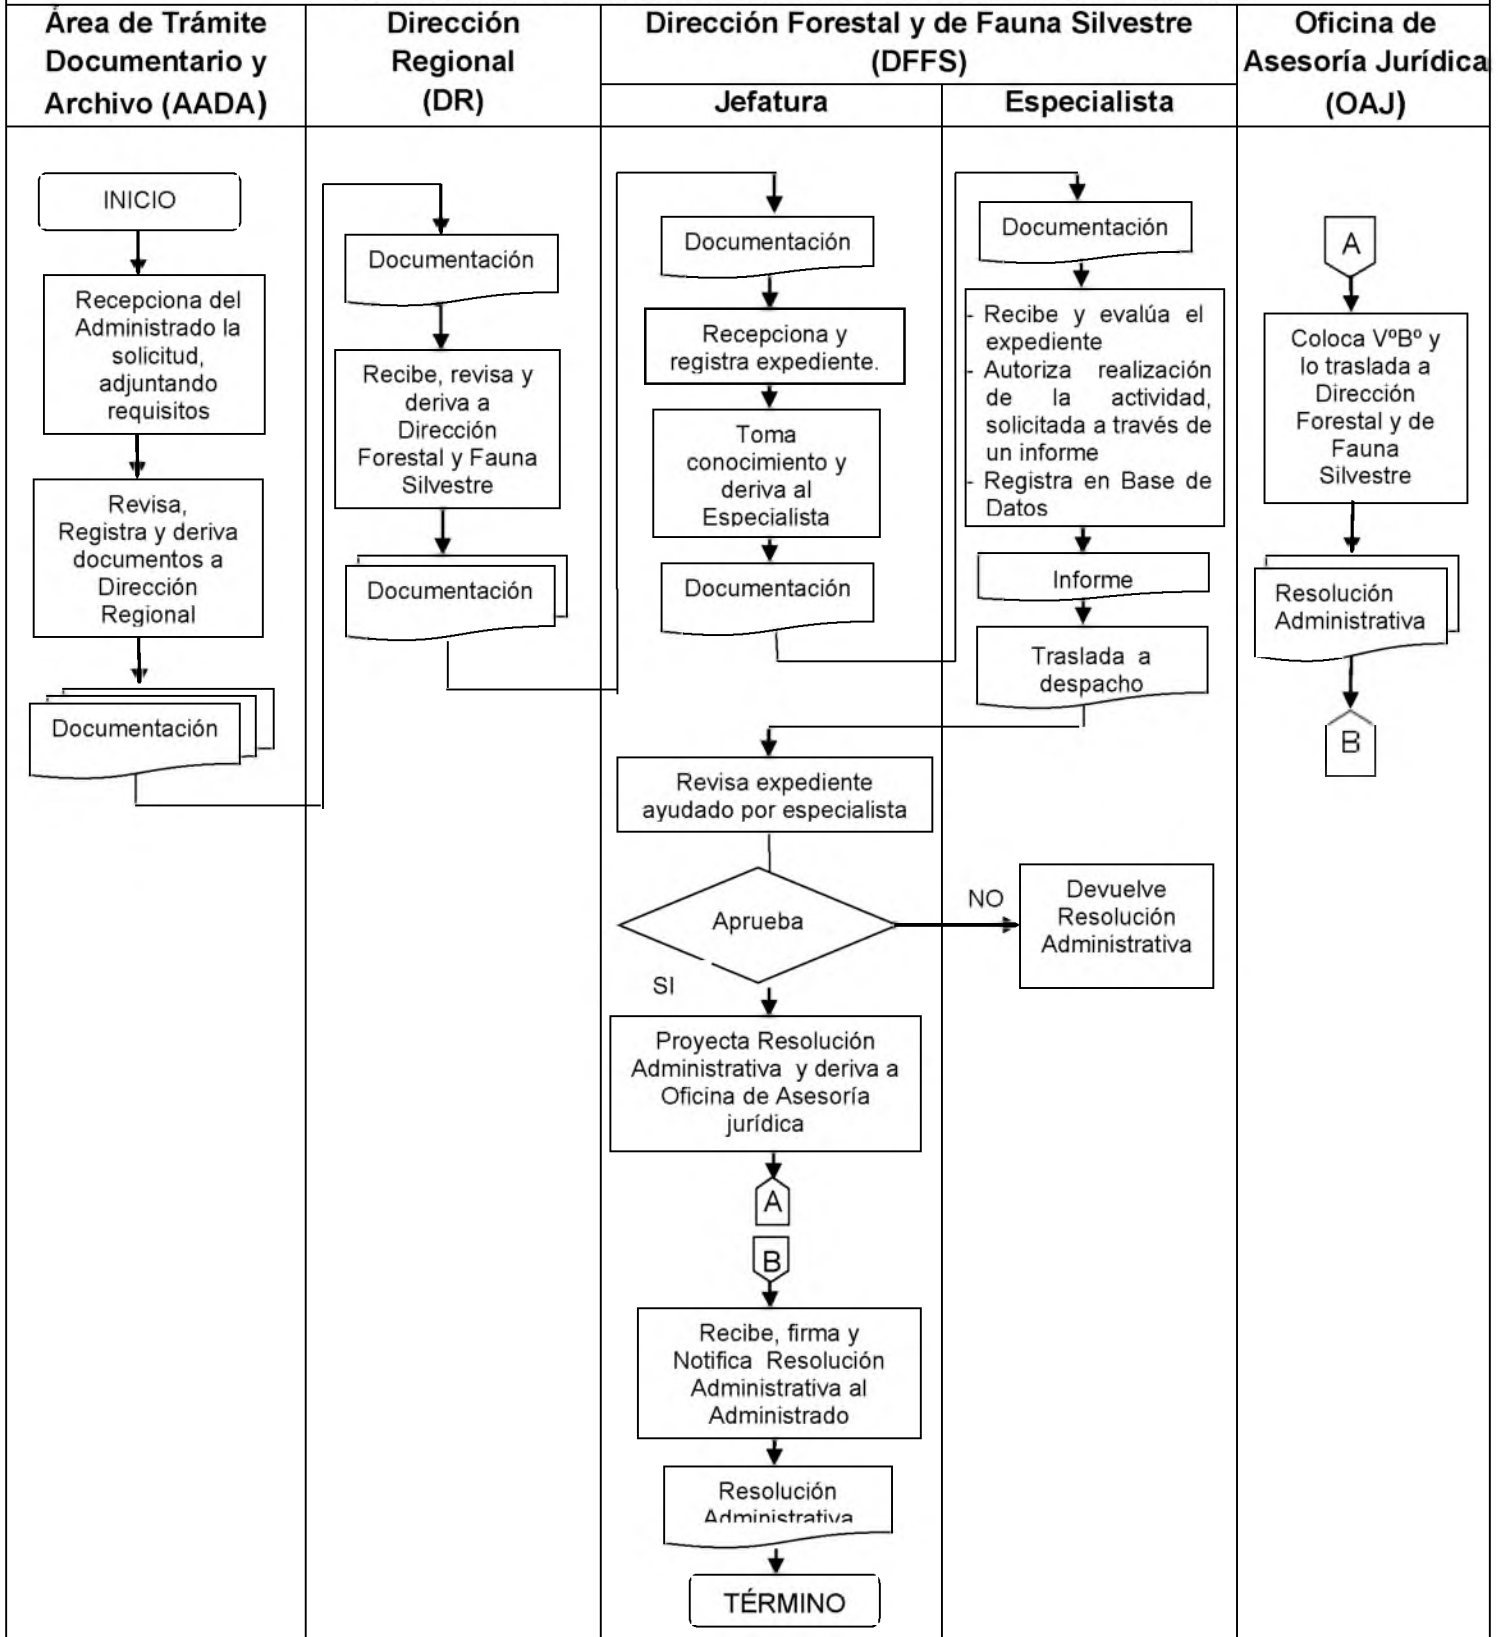 Área de Trámite
Documentario y
Archivo (AADA)
Dirección
Regional
(DR)
Dirección Forestal y de Fauna Silvestre
(DFFS)
Jefatura
Especialista
Oficina de
Asesoría Jurídica
(OAJ)
INICIO
Recepciona del
Administrado la
solicitud,
adjuntando
requisitos
Revisa,
Registra y deriva
documentos a
Dirección
Regional
Documentación
Documentación
Recibe, revisa y
deriva a
Dirección
Forestal y Fauna
Silvestre
Documentación
Documentación
Recepciona y
registra expediente.
Toma
conocimiento y
deriva al
Especialista
Documentación
Documentación
- Recibe y evalúa el
expediente
- Autoriza realización
de la actividad,
solicitada a través de
un informe
- Registra en Base de
Datos
Informe
Traslada a
despacho
Revisa expediente
ayudado por especialista
Aprueba
NO
Devuelve
Resolución
Administrativa
SI
Proyecta Resolución
Administrativa y deriva a
Oficina de Asesoría
jurídica
A
B
Recibe, firma y
Notifica Resolución
Administrativa al
Administrado
Resolución
Administrativa
TÉRMINO
A
Coloca VºBº y
lo traslada a
Dirección
Forestal y de
Fauna
Silvestre
Resolución
Administrativa
B